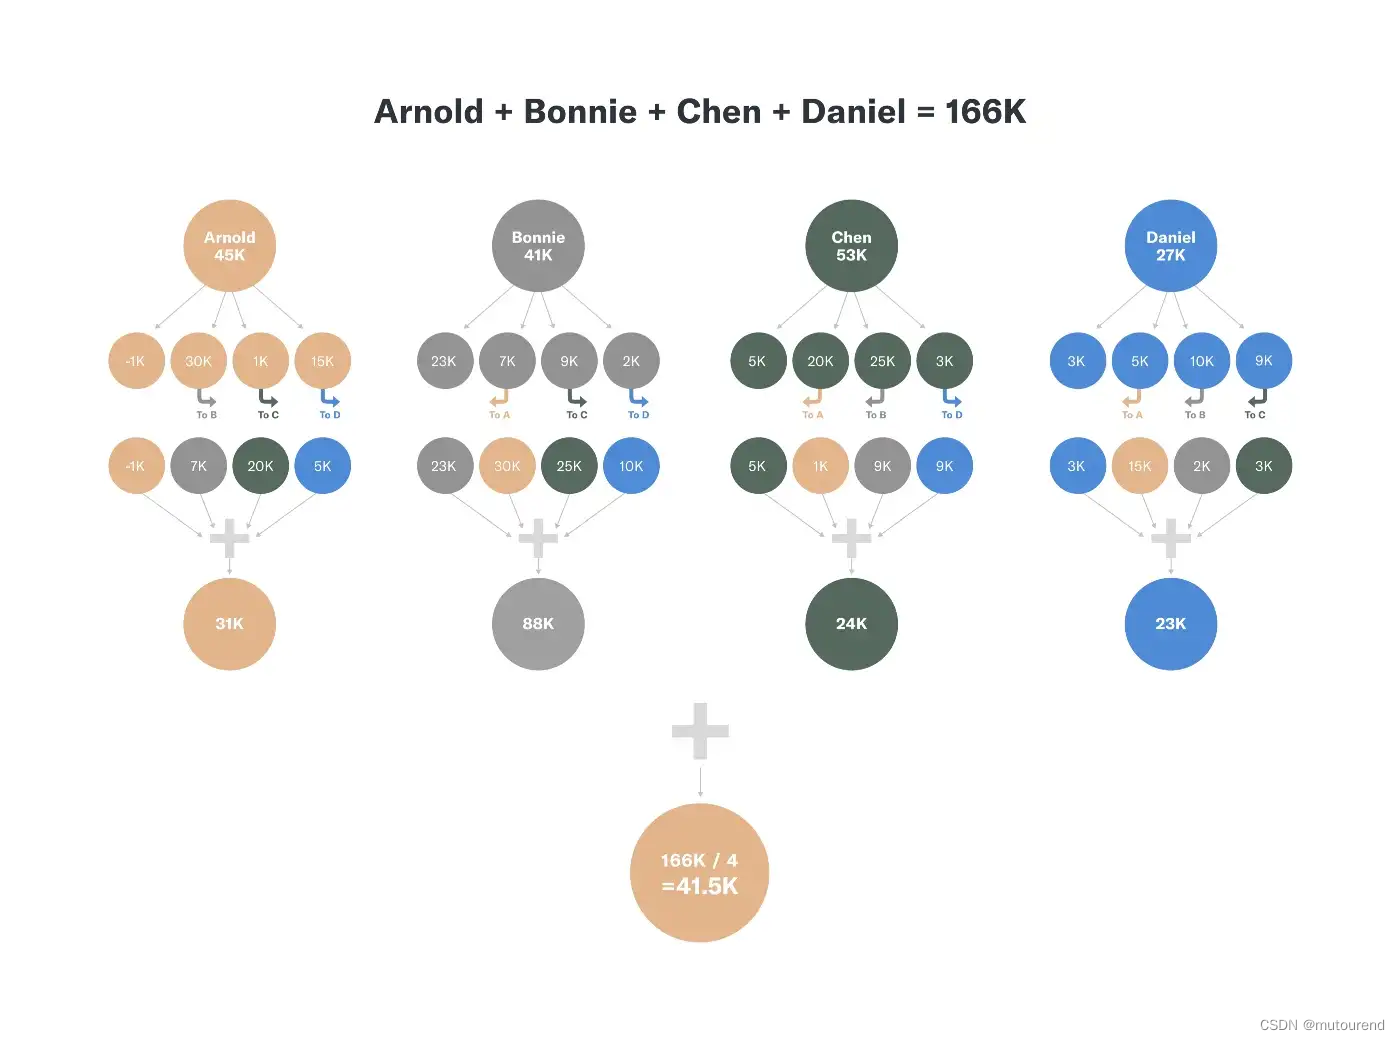 Arnold + Bonnie + Chen + Daniel = 166K
Arnold
45K
Bonnie
41K
Chen
53K
Daniel
27K
-1K 30K 1K 15K 23K 7K 9K 2K 5K 20K 25K 3K 3K 5K 10K 9K
To B To C To D To A To C To D To A To B To D To A To B To C
-1K 7K 20K 5K 23K 30K 25K 10K 5K 1K 9K 9K 3K 15K 2K 3K
31K 88K 24K 23K
166K / 4
=41.5K
CSDN @mutourend